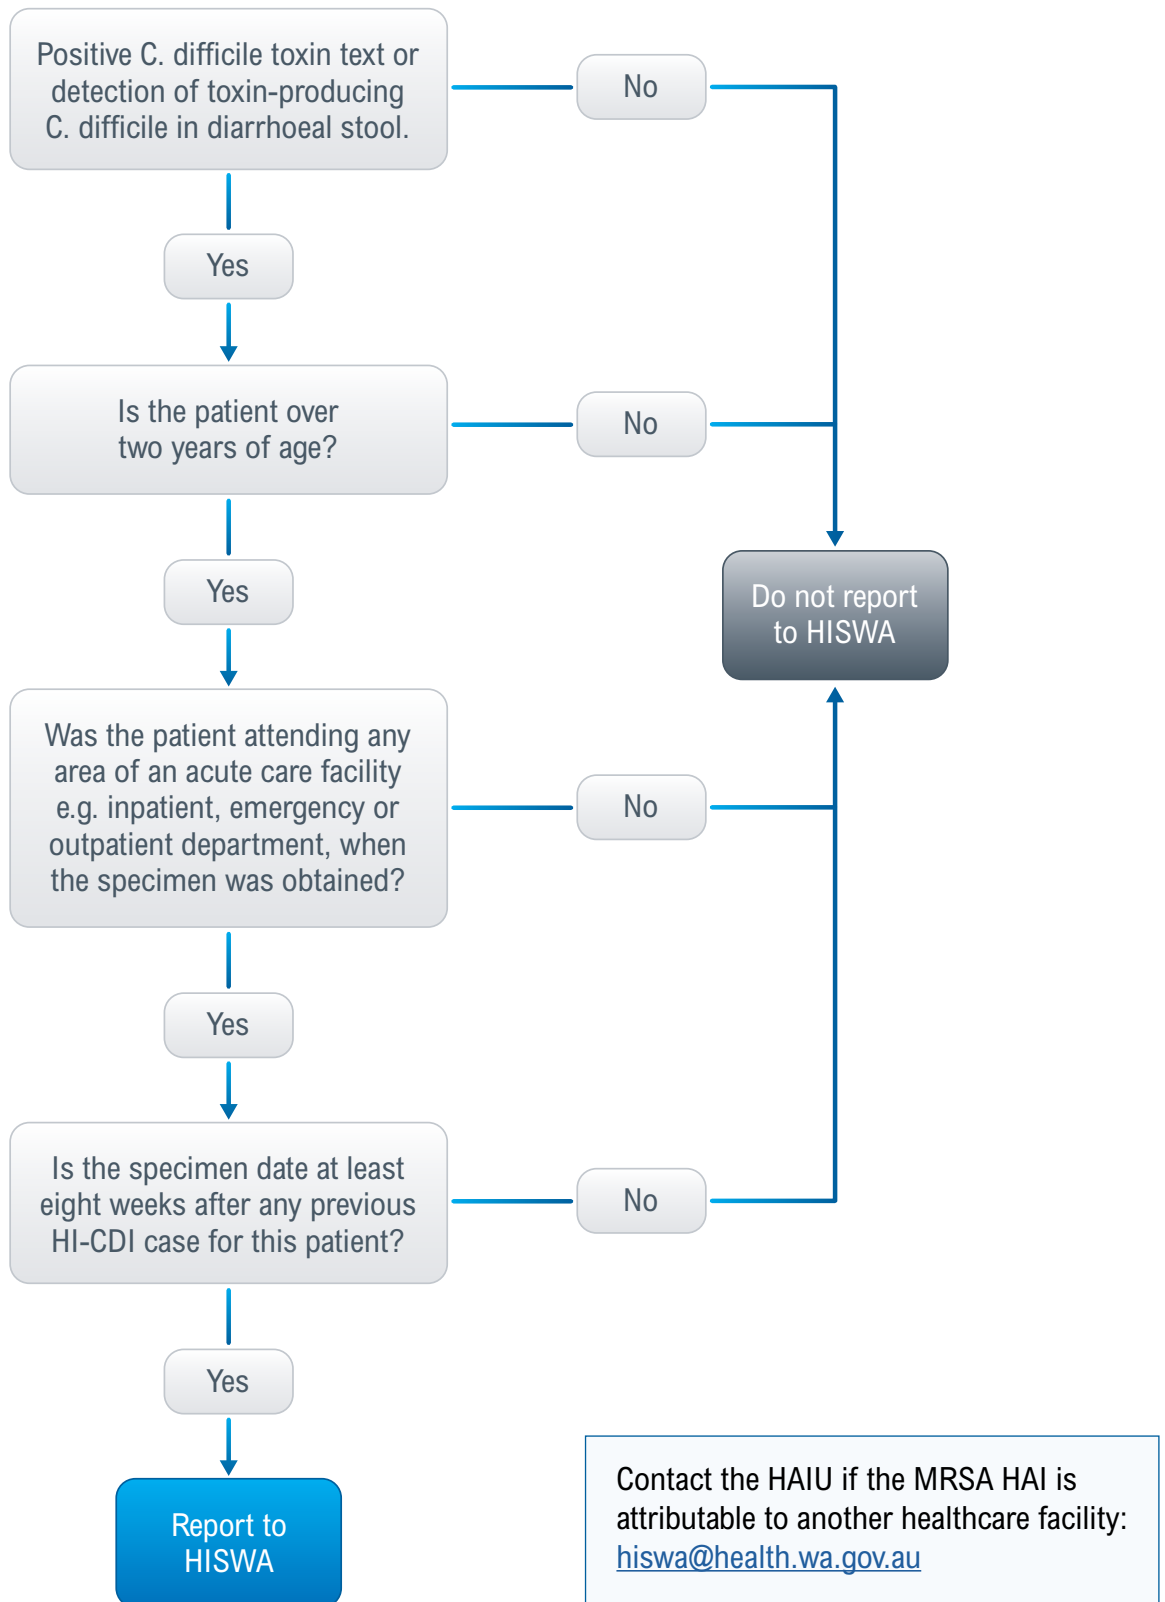 Positive C. difficile toxin text or
detection of toxin-producing
C. difficile in diarrhoeal stool.
No
Yes
Is the patient over
two years of age?
No
Yes
Do not report
to HISWA
Was the patient attending any
area of an acute care facility
e.g. inpatient, emergency or
outpatient department, when
the specimen was obtained?
No
Yes
Is the specimen date at least
eight weeks after any previous
HI-CDI case for this patient?
No
Yes
Report to
HISWA
Contact the HAIU if the MRSA HAI is
attributable to another healthcare facility:
hiswa@health.wa.gov.au